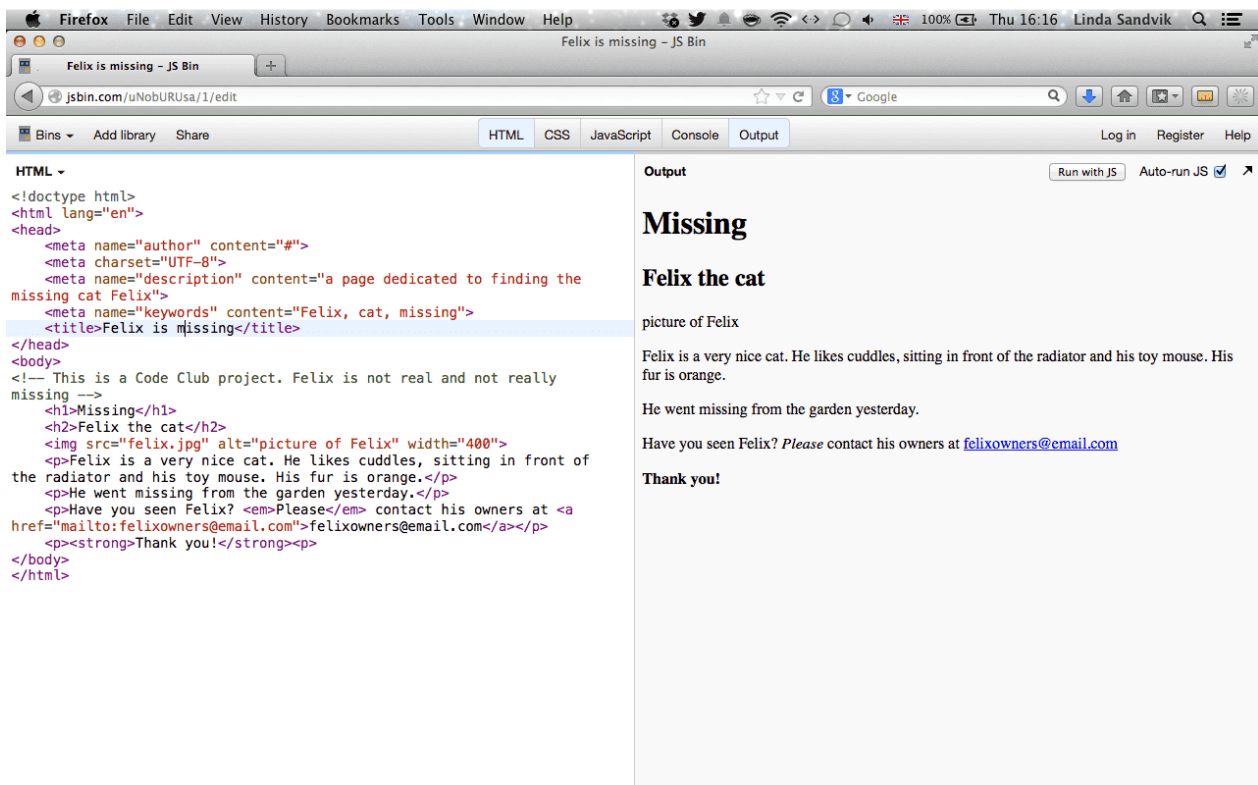 Firefox File Edit View History Bookmarks Tools Window Help 100% Thu 16:16 Linda Sandvik
Felix is missing – JS Bin
Felix is missing – JS Bin
jsbin.com/uNobURUsa/1/edit
8 Google
Bins Add library Share HTML CSS JavaScript Console Output Log in Register Help
HTML
<!doctype html>
<html lang="en">
<head>
    <meta name="author" content="#">
    <meta charset="UTF-8">
    <meta name="description" content="a page dedicated to finding the
missing cat Felix">
    <meta name="keywords" content="Felix, cat, missing">
    <title>Felix is missing</title>
</head>
<body>
<!-- This is a Code Club project. Felix is not real and not really
missing -->
    <h1>Missing</h1>
    <h2>Felix the cat</h2>
    <img src="felix.jpg" alt="picture of Felix" width="400">
    <p>Felix is a very nice cat. He likes cuddles, sitting in front of
the radiator and his toy mouse. His fur is orange.</p>
    <p>He went missing from the garden yesterday.</p>
    <p>Have you seen Felix? <em>Please</em> contact his owners at <a
href="mailto:felixowners@email.com">felixowners@email.com</a></p>
    <p><strong>Thank you!</strong><p>
</body>
</html>
Output Run with JS Auto-run JS
Missing
Felix the cat
picture of Felix
Felix is a very nice cat. He likes cuddles, sitting in front of the radiator and his toy mouse. His
fur is orange.
He went missing from the garden yesterday.
Have you seen Felix? Please contact his owners at felixowners@email.com
Thank you!